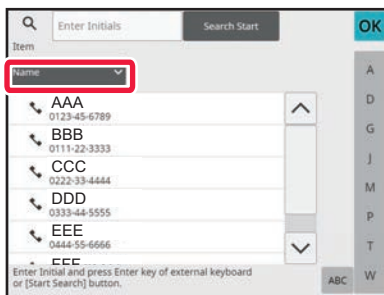 Enter Initials
Search Start
OK
Item
Name
A
AAA
0123-45-6789
D
BBB
0111-22-3333
G
CCC
0222-33-4444
J
DDD
0333-44-5555
M
EEE
0444-55-6666
P
T
Enter Initial and press Enter key of external keyboard
or [Start Search] button.
ABC
W